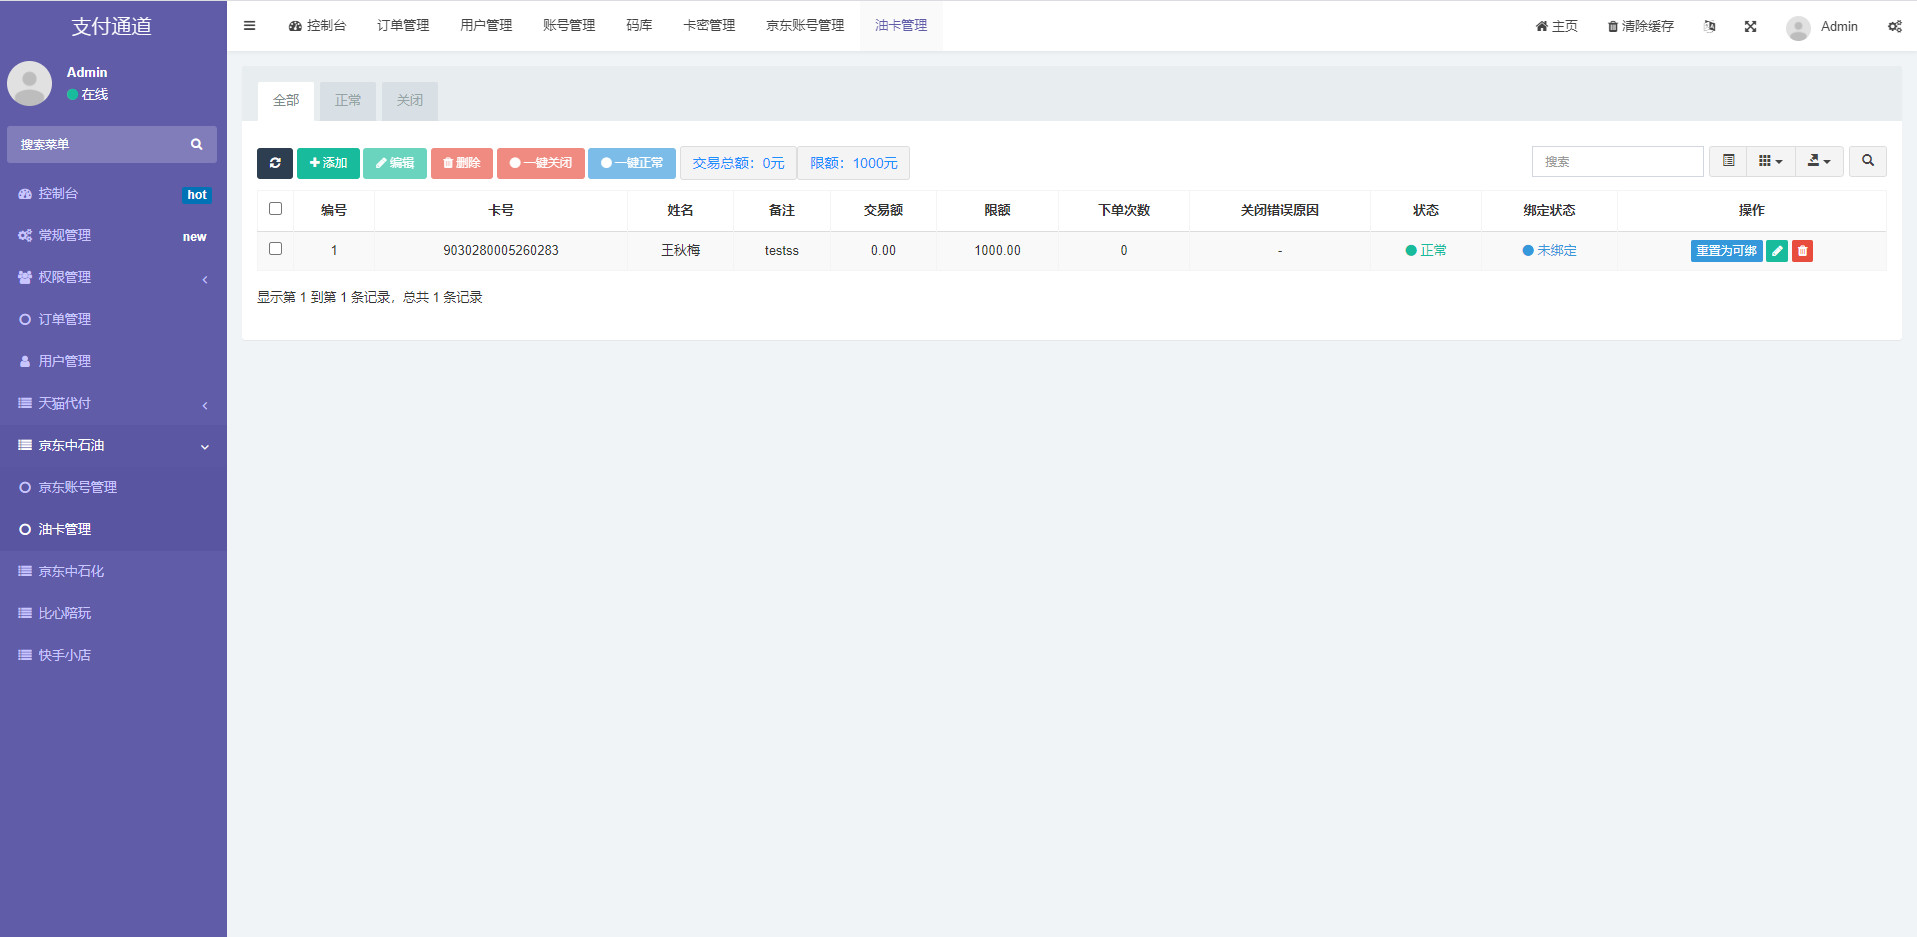 支付通道
控制台 订单管理 用户管理 账号管理 码库 卡密管理 京东账号管理 油卡管理 主页 清除缓存 Admin
Admin
在线
搜索菜单
控制台 hot
常规管理 new
权限管理
订单管理
用户管理
天猫代付
京东中石油
京东账号管理
油卡管理
京东中石化
比心陪玩
快手小店
全部 正常 关闭
添加 编辑 删除 一键关闭 一键正常 交易总额：0元 限额：1000元 搜索
编号 卡号 姓名 备注 交易额 限额 下单次数 关闭错误原因 状态 绑定状态 操作
1 9030280005260283 王秋梅 testss 0.00 1000.00 0 - 正常 未绑定 重置为可绑
显示第 1 到第 1 条记录，总共 1 条记录